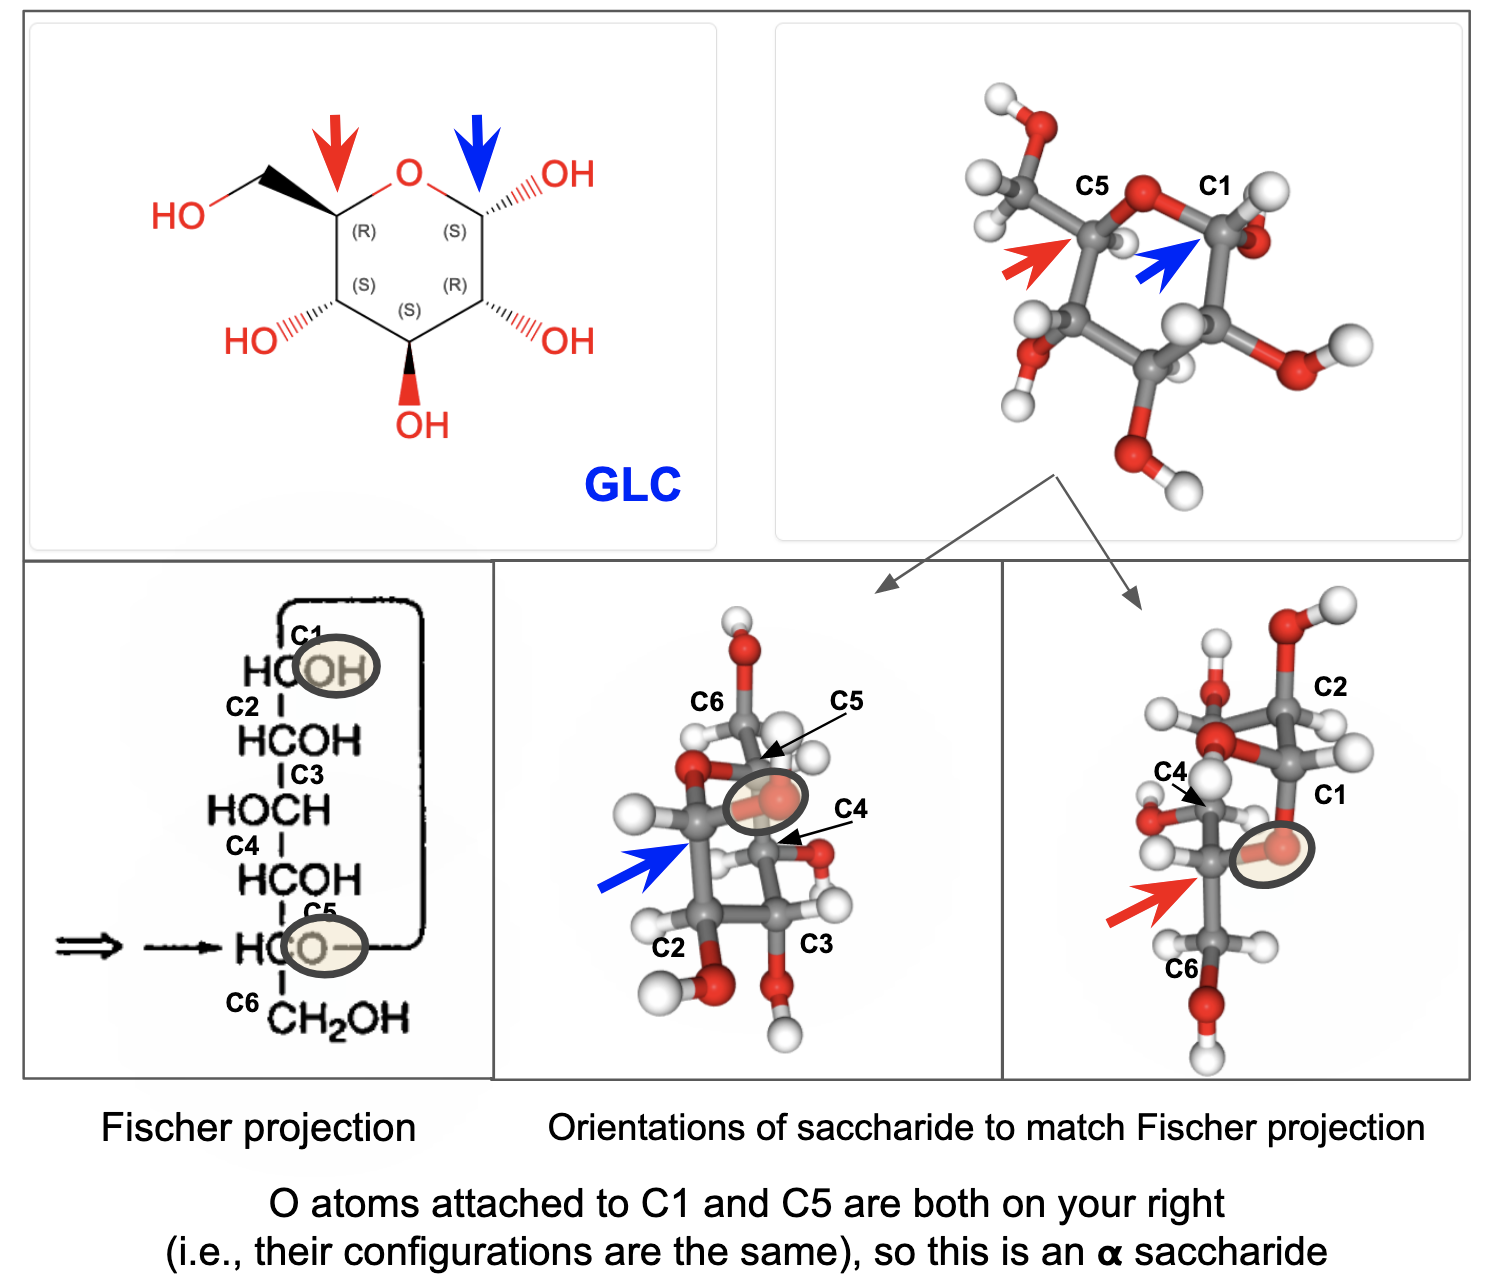 O
OH
HO
(R)
(S)
(S)
(R)
(S)
HO
OH
OH
GLC
C5
C1
C1
HCOH
C2
HCOH
C3
HOCH
C4
HCOH
C5
HCO
C6
CH₂OH
C6
C5
C4
C2
C3
C2
C4
C1
C6
Fischer projection
Orientations of saccharide to match Fischer projection
O atoms attached to C1 and C5 are both on your right
(i.e., their configurations are the same), so this is an α saccharide